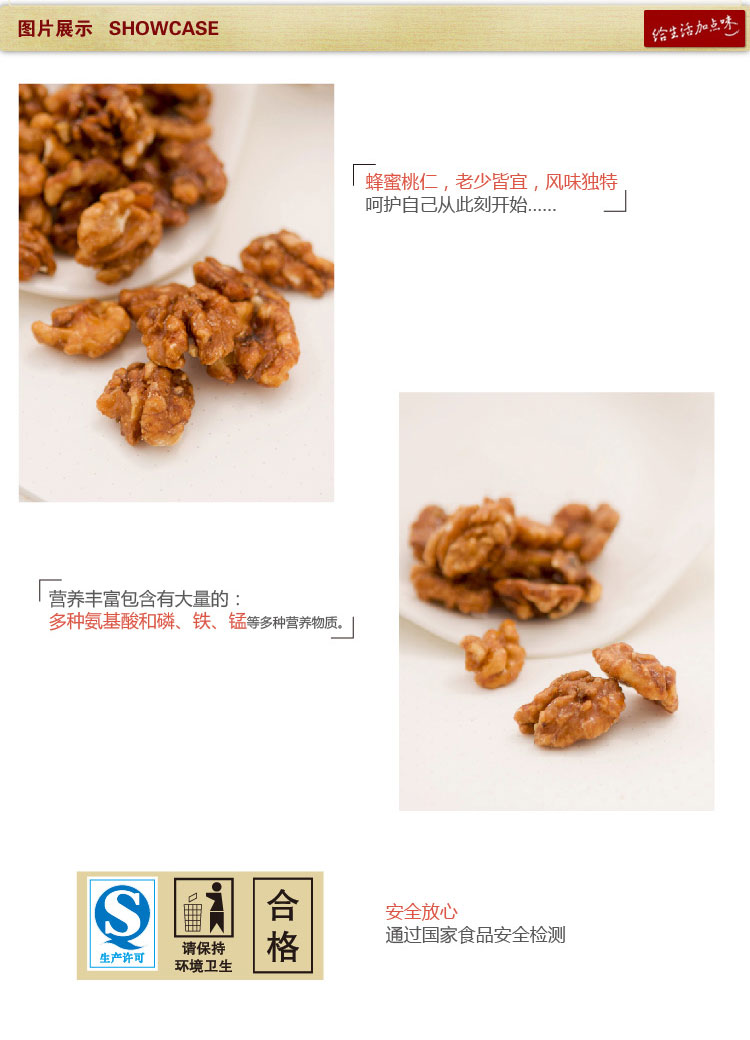 图片展示 SHOWCASE
给生活加点味
蜂蜜桃仁，老少皆宜，风味独特
呵护自己从此刻开始......
营养丰富包含有大量的：
多种氨基酸和磷、铁、锰等多种营养物质。
生产许可
请保持
环境卫生
合
格
安全放心
通过国家食品安全检测